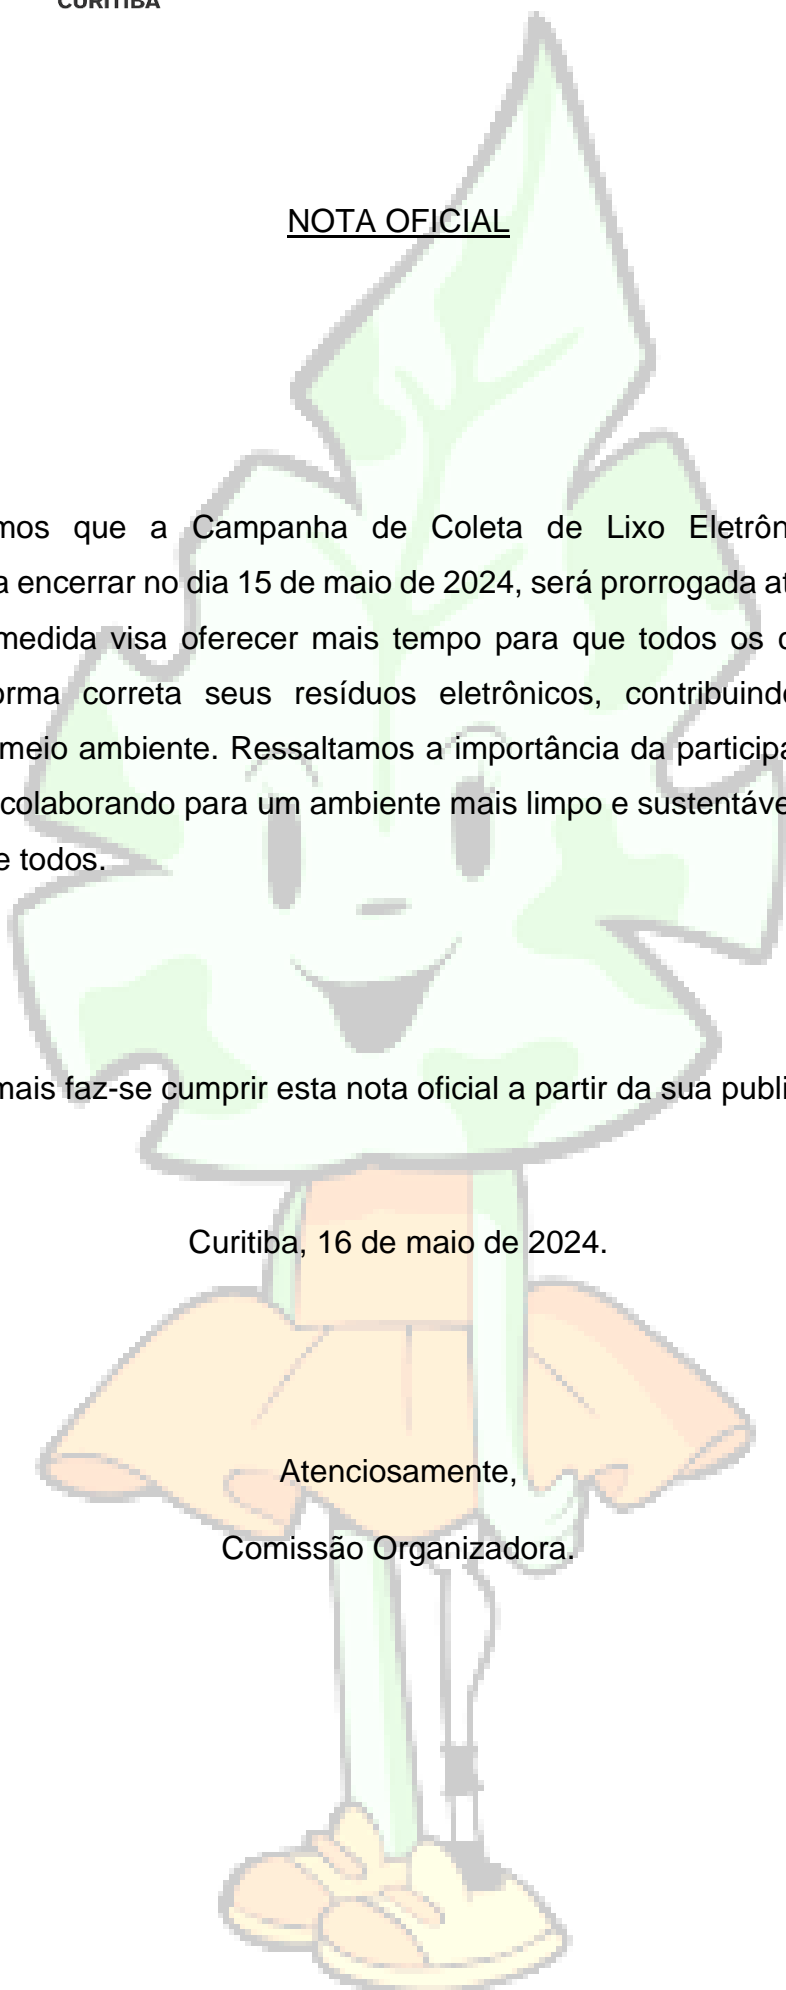 CURITIBA
NOTA OFICIAL
mos que a Campanha de Coleta de Lixo Eletrôn
a encerrar no dia 15 de maio de 2024, será prorrogada at
medida visa oferecer mais tempo para que todos os c
orma correta seus resíduos eletrônicos, contribuind
meio ambiente. Ressaltamos a importância da participa
colaborando para um ambiente mais limpo e sustentáve
e todos.
mais faz-se cumprir esta nota oficial a partir da sua publi
Curitiba, 16 de maio de 2024.
Atenciosamente,
Comissão Organizadora.